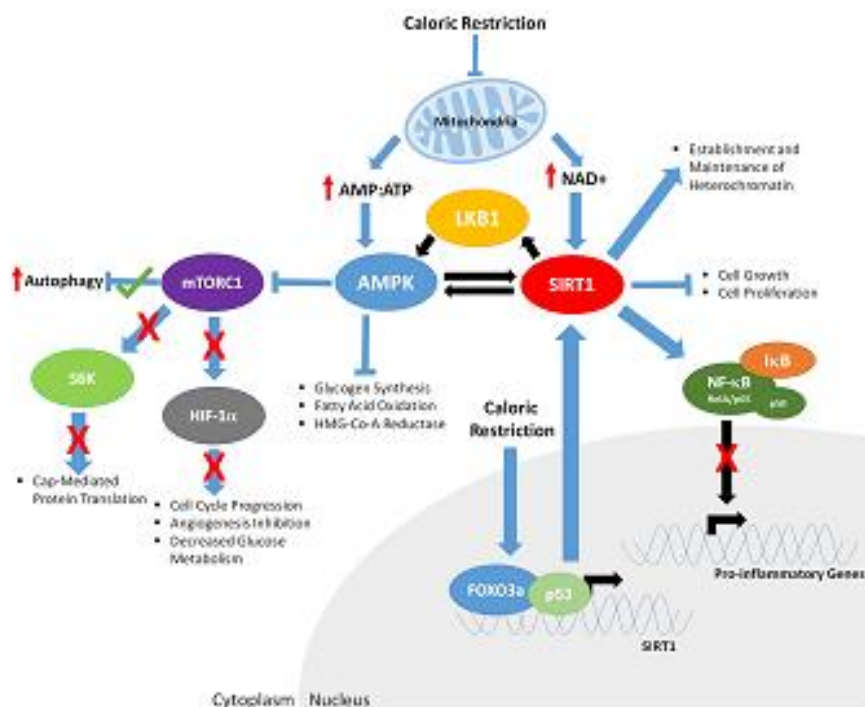 Caloric Restriction
Mitochondria
AMP:ATP
NAD+
Establishment and
Maintenance of
Heterochromatin
LKB1
Autophagy
mTORC1
AMPK
SIRT1
Cell Growth
Cell Proliferation
S6K
HIF-1α
Glycogen Synthesis
Fatty Acid Oxidation
HMG-Co-A Reductase
Caloric
Restriction
IκB
NF-κB
RelA/p65
p50
Cap-Mediated
Protein Translation
Cell Cycle Progression
Angiogenesis Inhibition
Decreased Glucose
Metabolism
FOXO3a
p53
SIRT1
Pro-inflammatory Genes
Cytoplasm
Nucleus